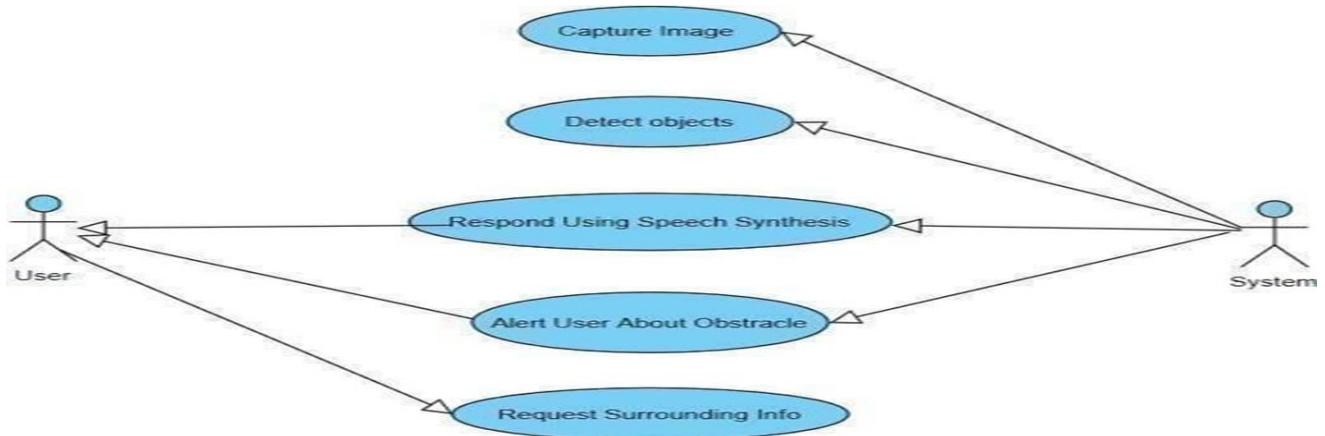 Capture Image
Detect objects
Respond Using Speech Synthesis
User
System
Alert User About Obstracle
Request Surrounding Info